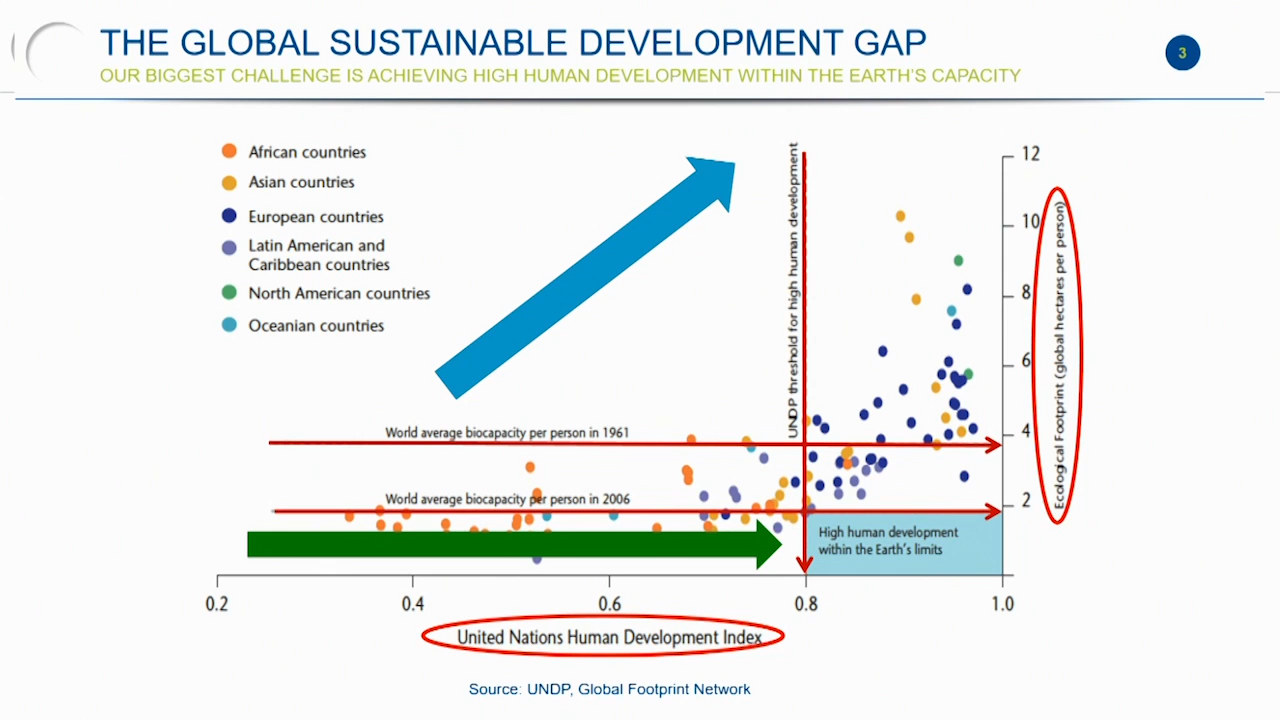 THE GLOBAL SUSTAINABLE DEVELOPMENT GAP
OUR BIGGEST CHALLENGE IS ACHIEVING HIGH HUMAN DEVELOPMENT WITHIN THE EARTH'S CAPACITY
3
African countries
Asian countries
European countries
Latin American and
Caribbean countries
North American countries
Oceanian countries
UNDP threshold for high human development
12
10
8
6
4
2
Ecological Footprint (global hectares per person)
World average biocapacity per person in 1961
World average biocapacity per person in 2006
High human development
within the Earth's limits
0.2
0.4
0.6
0.8
1.0
United Nations Human Development Index
Source: UNDP, Global Footprint Network